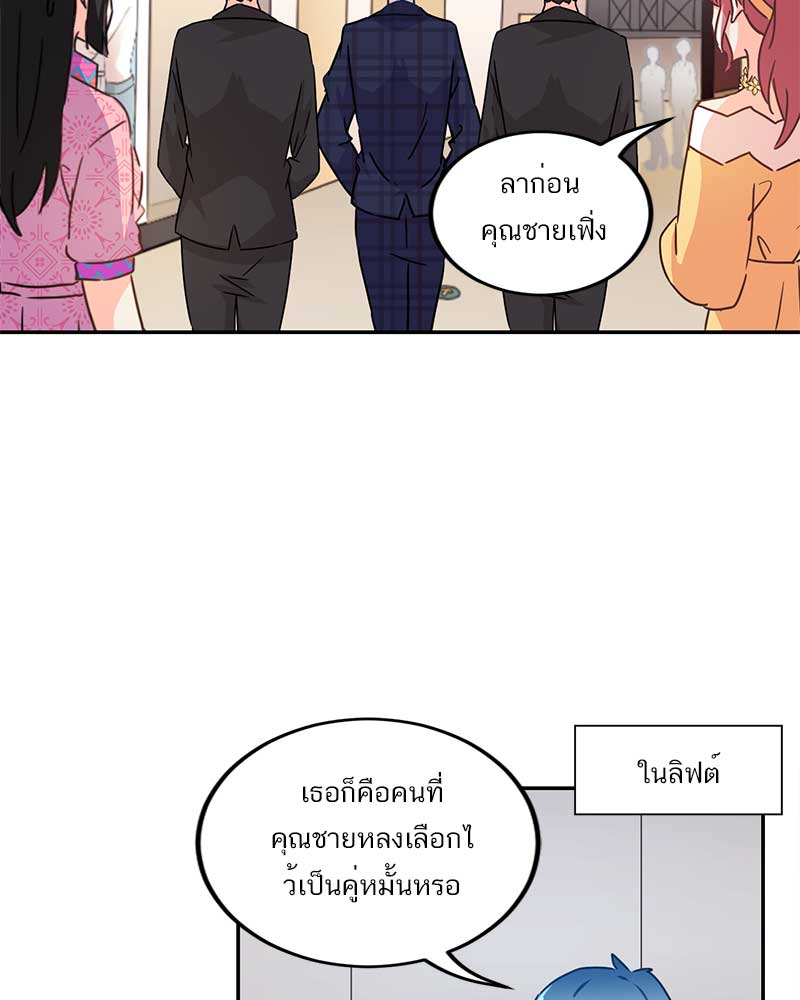 ลาก่อน
คุณชายเฟิ่ง
ในลิฟต์
เธอก็คือคนที่
คุณชายหลงเลือกไ
ว้เป็นคู่หมั้นหรอ